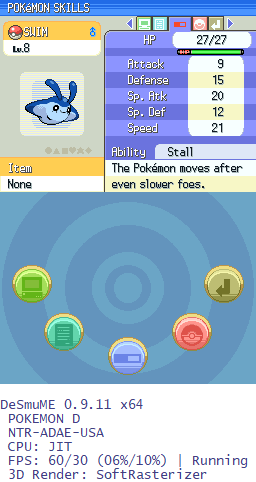 POKéMON SKILLS
SWIM ♂
Lv.8
HP 27/27
Attack 9
Defense 15
Sp. Atk 20
Sp. Def 12
Speed 21
Ability Stall
The Pokémon moves after
even slower foes.
Item
None
DeSmuME 0.9.11 x64
POKEMON D
NTR-ADAE-USA
CPU: JIT
FPS: 60/30 (06%/10%) | Running
3D Render: SoftRasterizer